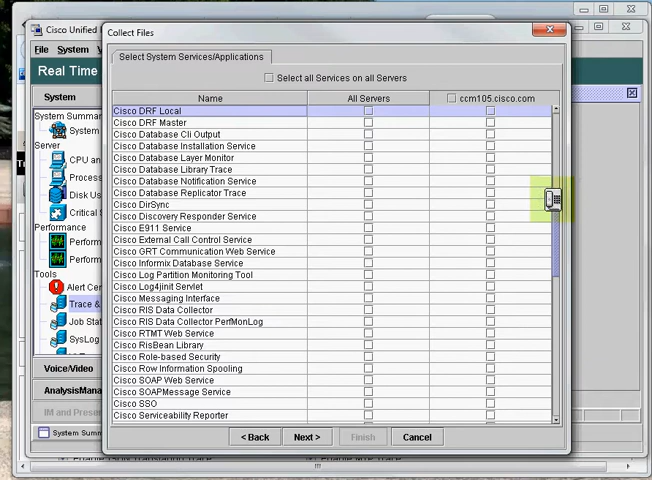 Cisco Unified
Collect Files
File System
Select System Services/Applications
Real Time
Select all Services on all Servers
System
Name All Servers ccm105.cisco.com
Cisco DRF Local
System Summa
Cisco DRF Master
System
Cisco Database Cli Output
Server
Cisco Database Installation Service
CPU an
Cisco Database Layer Monitor
Cisco Database Library Trace
Process
Cisco Database Notification Service
Disk Us
Cisco Database Replicator Trace
Cisco DirSync
Critical S
Cisco Discovery Responder Service
Performance
Cisco E911 Service
Perform
Cisco External Call Control Service
Cisco GRT Communication Web Service
Perform
Cisco Informix Database Service
Tools
Cisco Log Partition Monitoring Tool
Alert Cen
Cisco Log4jinit Servlet
Cisco Messaging Interface
Trace &
Cisco RIS Data Collector
Job Stat
Cisco RIS Data Collector PerfMonLog
Cisco RTMT Web Service
SysLog
Cisco RisBean Library
Cisco Role-based Security
Voice/Video
Cisco Row Information Spooling
Cisco SOAP Web Service
AnalysisMana
Cisco SOAPMessage Service
Cisco SSO
IM and Presen
Cisco Serviceability Reporter
System Summ
< Back Next > Finish Cancel